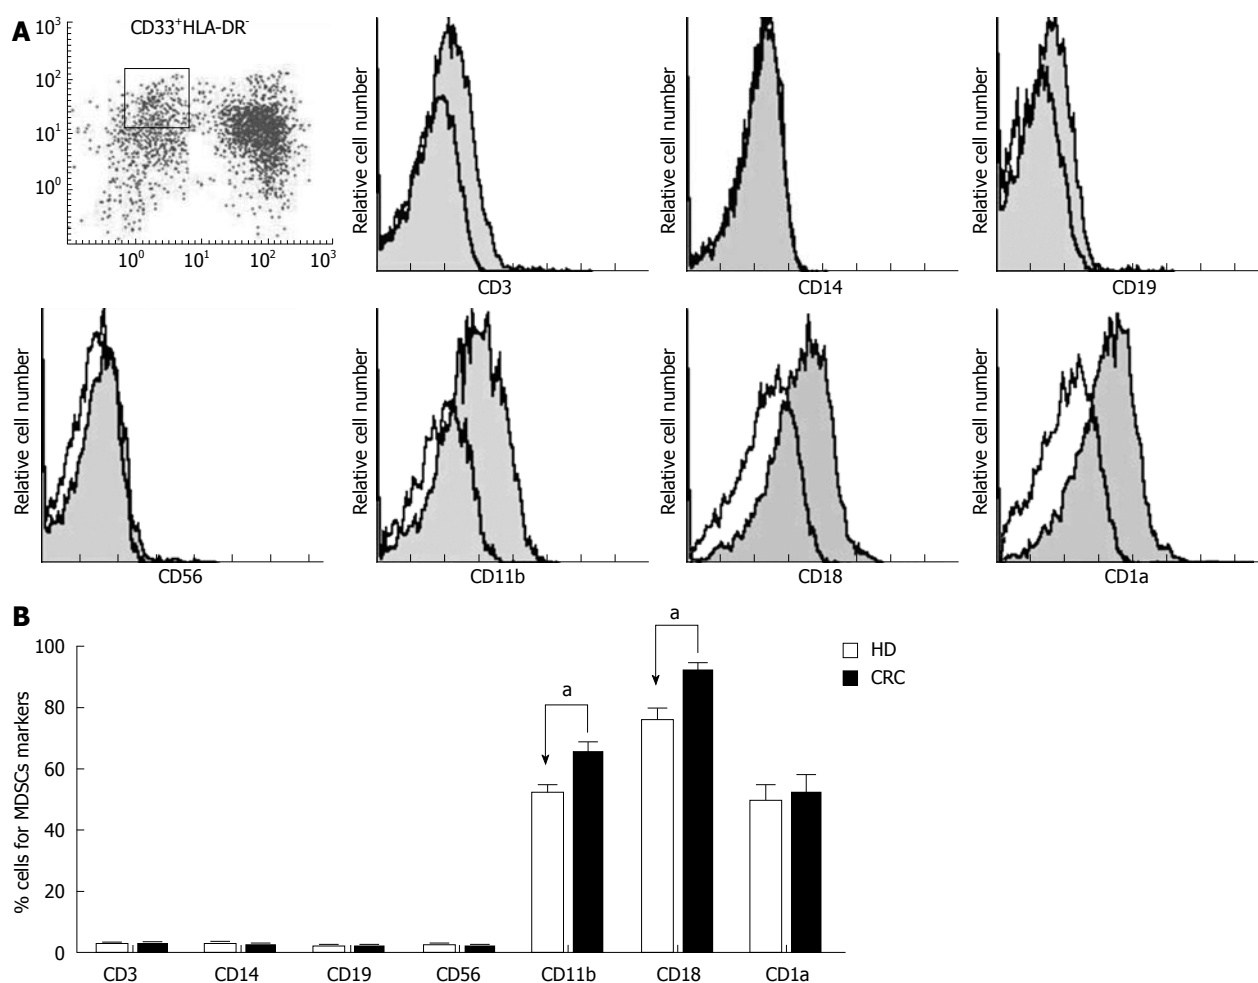 A
CD33⁺HLA-DR⁻
10³
10²
10¹
10⁰
10⁰ 10¹ 10² 10³
Relative cell number
CD3
Relative cell number
CD14
Relative cell number
CD19
Relative cell number
CD56
Relative cell number
CD11b
Relative cell number
CD18
Relative cell number
CD1a
B
% cells for MDSCs markers
100
80
60
40
20
0
a
a
HD
CRC
CD3 CD14 CD19 CD56 CD11b CD18 CD1a